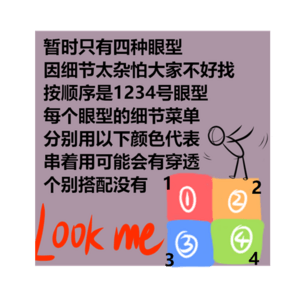 暂时只有四种眼型
因细节太杂怕大家不好找
按顺序是1234号眼型
每个眼型的细节菜单
分别用以下颜色代表
串着用可能会有穿透
个别搭配没有
Look me
1 2
① ②
③ ④
3 4